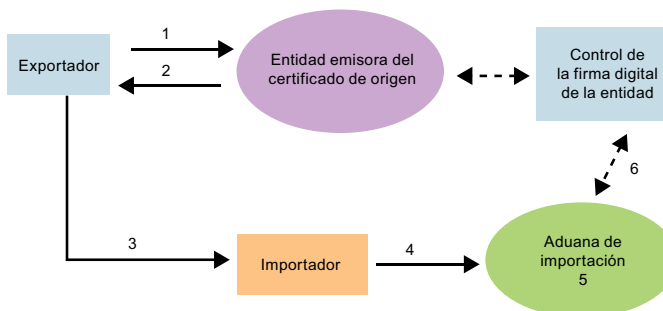 Exportador
1
2
Entidad emisora del
certificado de origen
Control de
la firma digital
de la entidad
6
3
Importador
4
Aduana de
importación
5